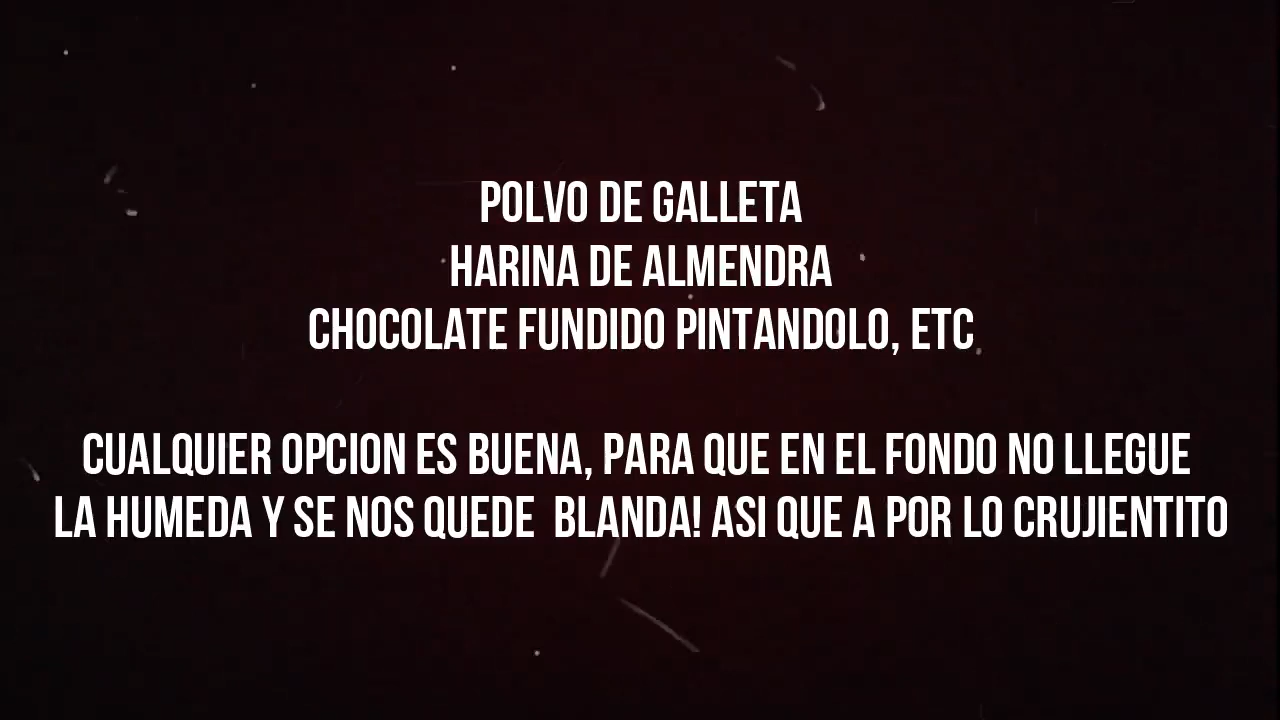 POLVO DE GALLETA
HARINA DE ALMENDRA
CHOCOLATE FUNDIDO PINTANDOLO, ETC
CUALQUIER OPCION ES BUENA, PARA QUE EN EL FONDO NO LLEGUE
LA HUMEDA Y SE NOS QUEDE  BLANDA! ASI QUE A POR LO CRUJIENTITO